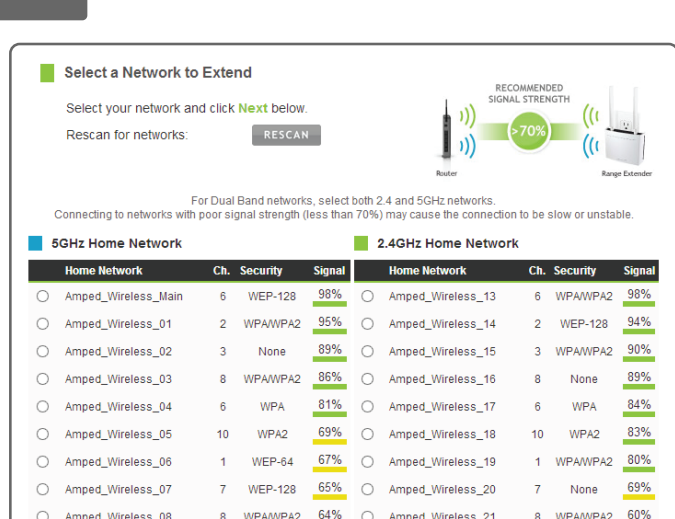 Select a Network to Extend
Select your network and click Next below.
Rescan for networks: RESCAN
RECOMMENDED
SIGNAL STRENGTH
>70%
Router Range Extender
For Dual Band networks, select both 2.4 and 5GHz networks.
Connecting to networks with poor signal strength (less than 70%) may cause the connection to be slow or unstable.
5GHz Home Network 2.4GHz Home Network
Home Network Ch. Security Signal Home Network Ch. Security Signal
Amped_Wireless_Main 6 WEP-128 98% Amped_Wireless_13 6 WPA/WPA2 98%
Amped_Wireless_01 2 WPA/WPA2 95% Amped_Wireless_14 2 WEP-128 94%
Amped_Wireless_02 3 None 89% Amped_Wireless_15 3 WPA/WPA2 90%
Amped_Wireless_03 8 WPA/WPA2 86% Amped_Wireless_16 8 None 89%
Amped_Wireless_04 6 WPA 81% Amped_Wireless_17 6 WPA 84%
Amped_Wireless_05 10 WPA2 69% Amped_Wireless_18 10 WPA2 83%
Amped_Wireless_06 1 WEP-64 67% Amped_Wireless_19 1 WPA/WPA2 80%
Amped_Wireless_07 7 WEP-128 65% Amped_Wireless_20 7 None 69%
Amped_Wireless_08 8 WPA/WPA2 64% Amped_Wireless_21 8 WPA/WPA2 60%